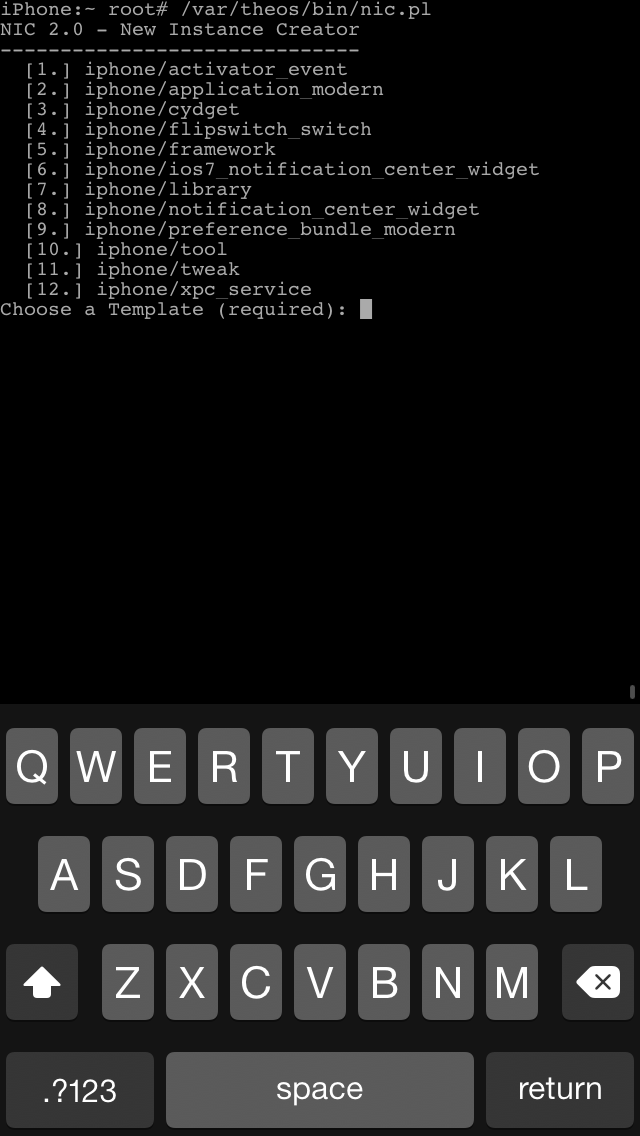 iPhone:~ root# /var/theos/bin/nic.pl
NIC 2.0 - New Instance Creator
------------------------------
  [1.] iphone/activator_event
  [2.] iphone/application_modern
  [3.] iphone/cydget
  [4.] iphone/flipswitch_switch
  [5.] iphone/framework
  [6.] iphone/ios7_notification_center_widget
  [7.] iphone/library
  [8.] iphone/notification_center_widget
  [9.] iphone/preference_bundle_modern
  [10.] iphone/tool
  [11.] iphone/tweak
  [12.] iphone/xpc_service
Choose a Template (required):
Q W E R T Y U I O P
A S D F G H J K L
Z X C V B N M
.?123 space return